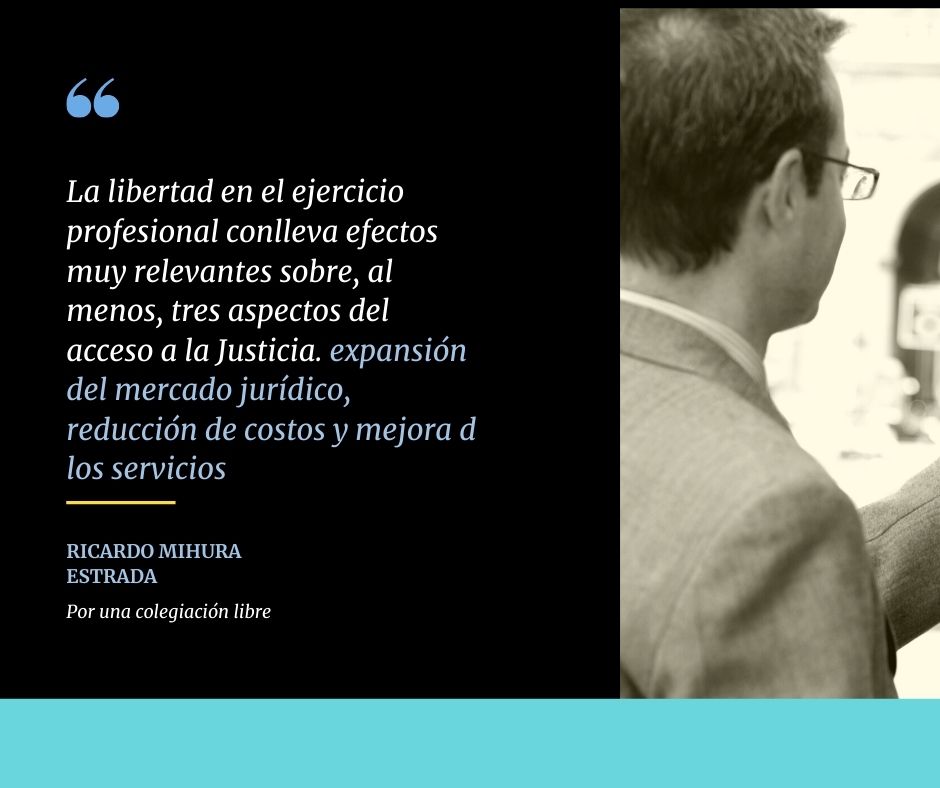 “
La libertad en el ejercicio
profesional conlleva efectos
muy relevantes sobre, al
menos, tres aspectos del
acceso a la Justicia. expansión
del mercado jurídico,
reducción de costos y mejora d
los servicios
RICARDO MIHURA
ESTRADA
Por una colegiación libre